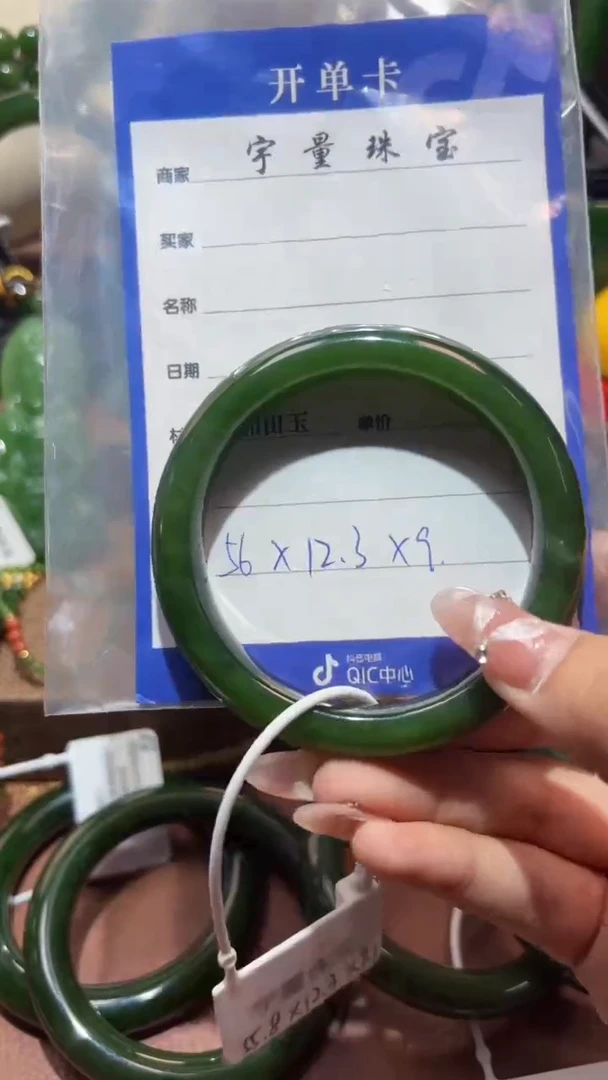 开单卡
商家 宇量珠宝
买家
名称
日期
山玉 单价
56×12.3×9.
抖音电商
QIC中心